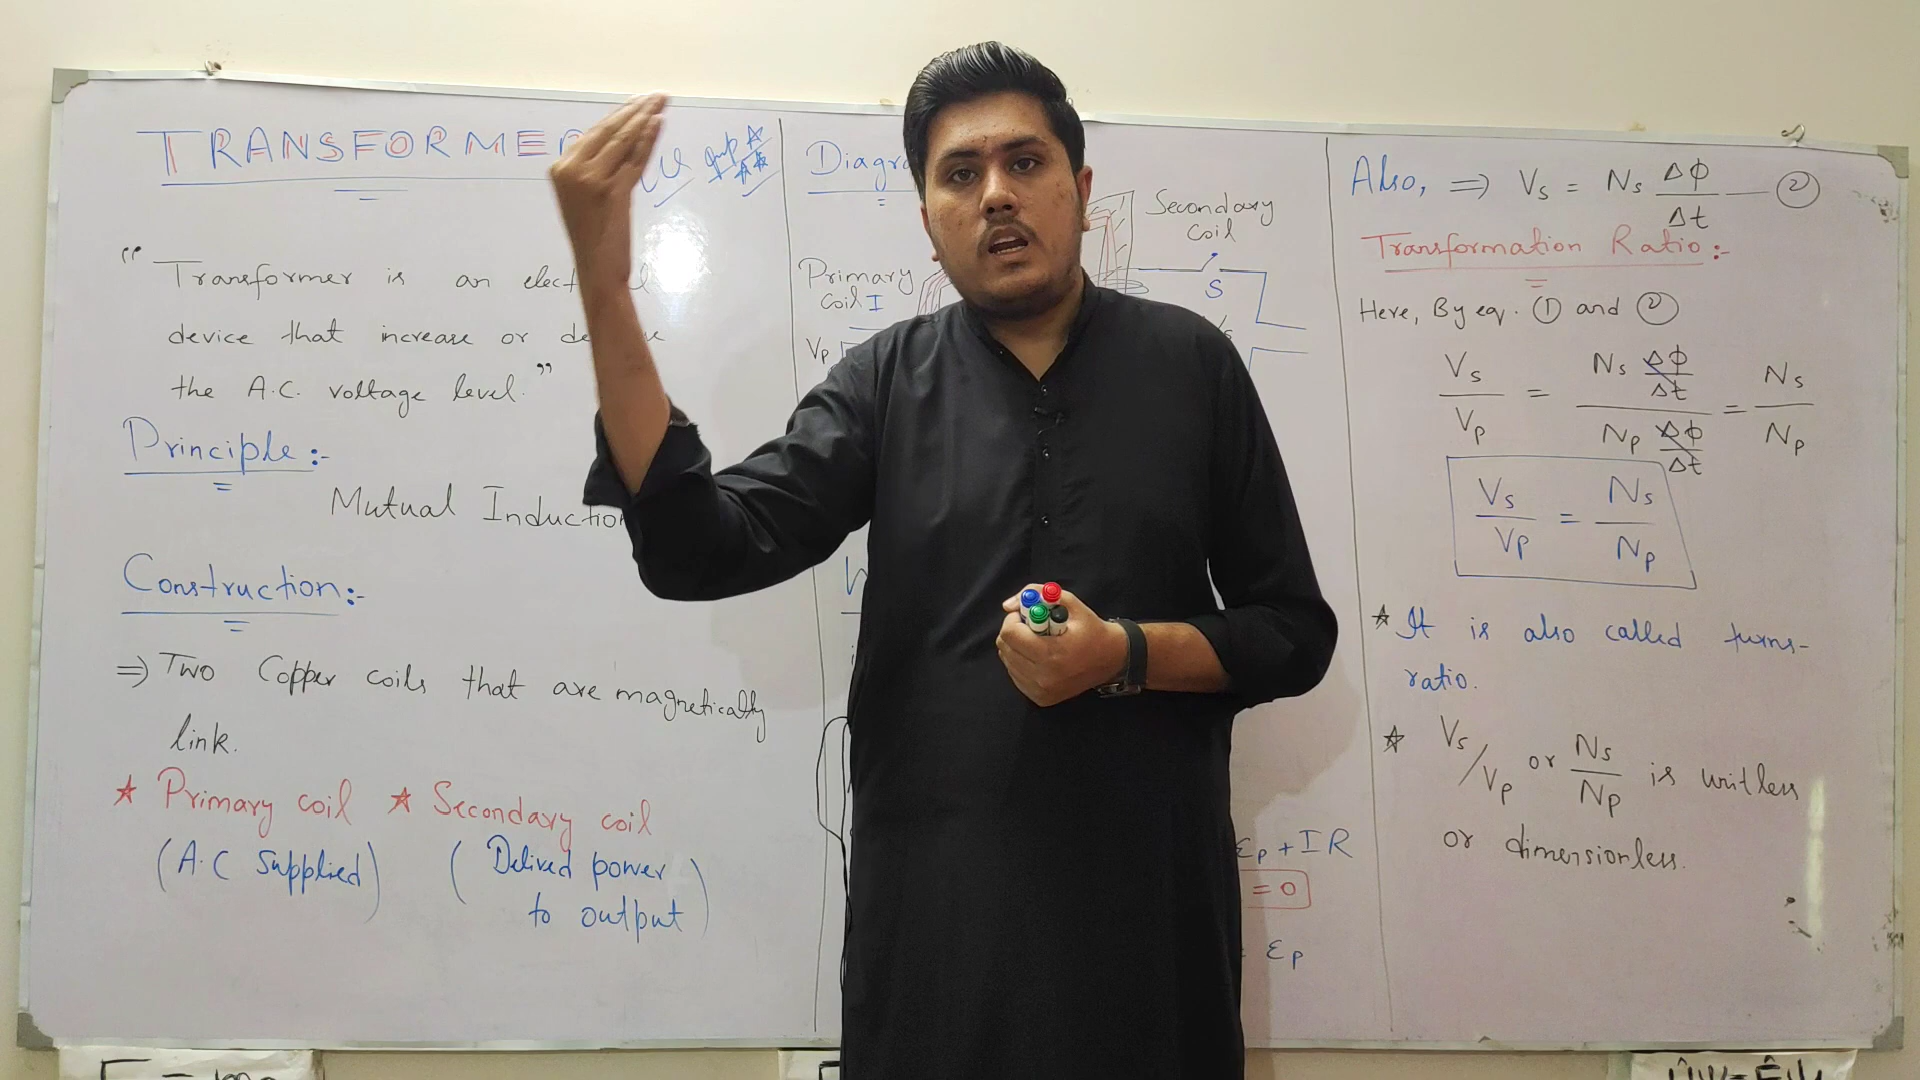 TRANSFORMER
Imp
" Transformer is an
device that increase or
the A.C. voltage level."
Principle :-
Mutual Induction
Construction:-
⇒ Two Copper coils that are magnetically
link.
★ Primary coil ★ Secondary coil
(A.C Supplied) ( Delived power
to output )
Secondary
Coil
Primary
Coil I
S
Vp
εp + IR
= 0
εp
Also, ⇒ Vs = Ns Δφ/Δt — ②
Transformation Ratio:-
Here, By eq. ① and ②
Vs/Vp = Ns Δφ/Δt / Np Δφ/Δt = Ns/Np
Vs/Vp = Ns/Np
★ It is also called turns-
ratio.
★ Vs/Vp or Ns/Np is unitless
or dimensionless.